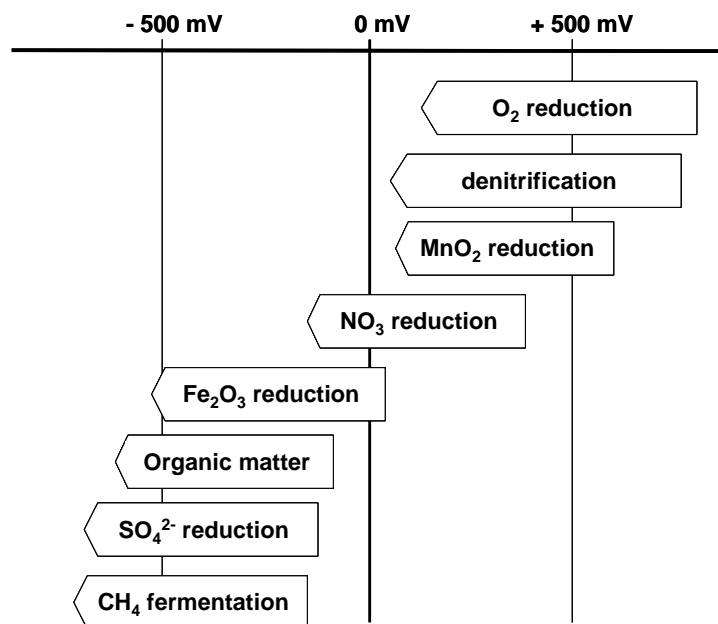 - 500 mV 0 mV + 500 mV
O₂ reduction
denitrification
MnO₂ reduction
NO₃ reduction
Fe₂O₃ reduction
Organic matter
SO₄²⁻ reduction
CH₄ fermentation